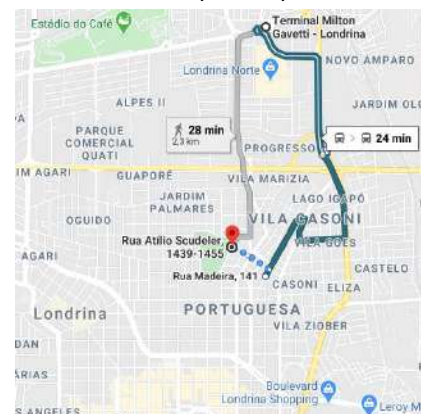 Estádio do Café
Terminal Milton
Gavetti - Londrina
NOVO AMPARO
Londrina Norte
ALPES II
JARDIM OL
28 min
2,3 km
24 min
PARQUE
COMERCIAL
QUATI
PROGRESSO
IM AGARI
GUAPORÉ
VILA MARIZIA
JARDIM
PALMARES
LAGO IGAPÓ
OGUIDO
VILA CASONI
Rua Atílio Scudeler,
1439-1455
VILA GÓES
AGARI
Rua Madeira, 141
CASTELO
CASONI
ELIZA
Londrina
PORTUGUESA
VILA ZIOBER
DAN
ARIAS
Boulevard
Londrina Shopping
Leroy M
S ANGELES